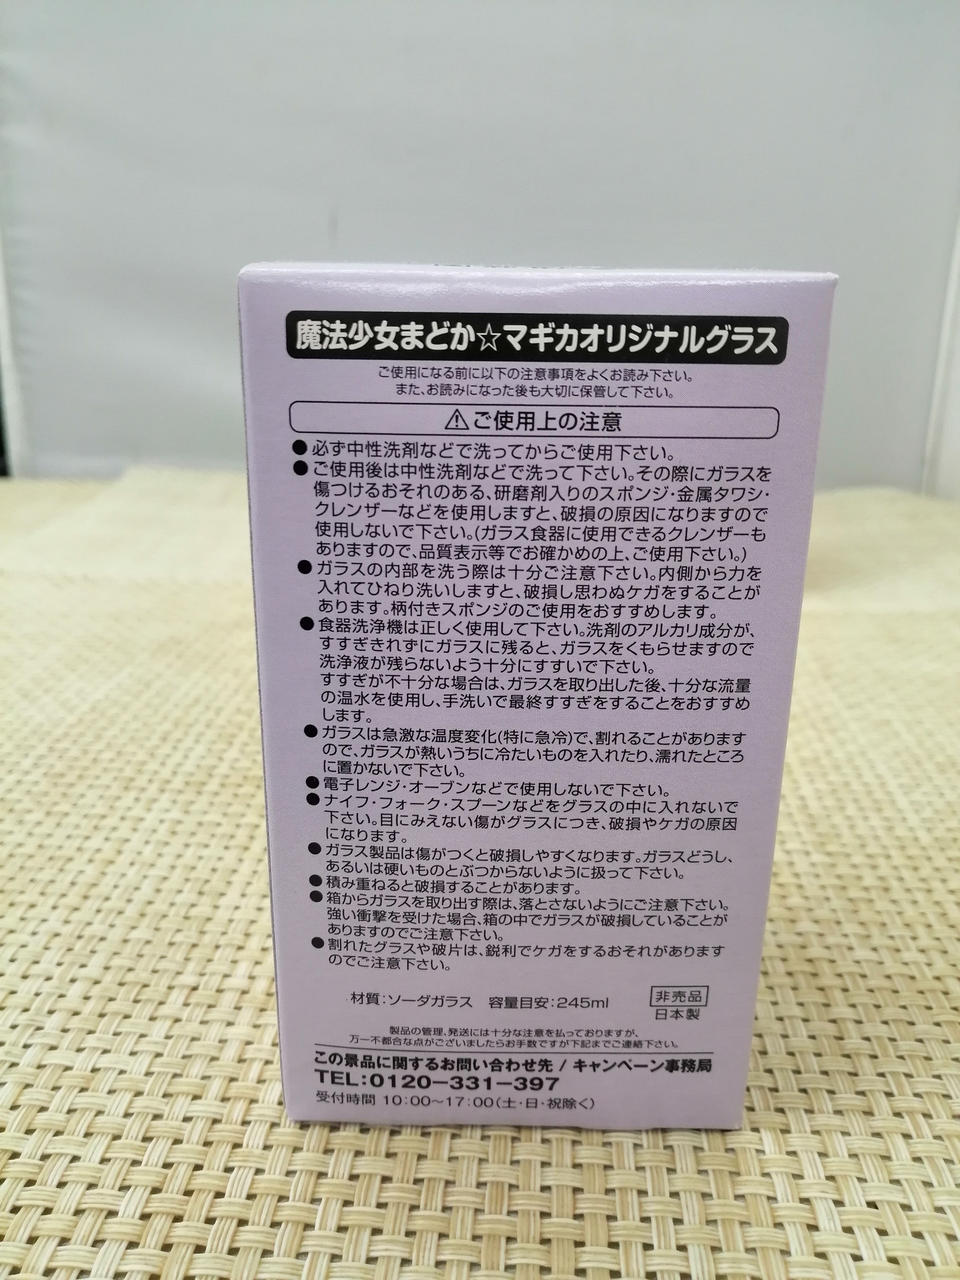 魔法少女まどか☆マギカオリジナルグラス
ご使用になる前に以下の注意事項をよくお読み下さい。
また、お読みになった後も大切に保管して下さい。
⚠ご使用上の注意
●必ず中性洗剤などで洗ってからご使用下さい。
●ご使用後は中性洗剤などで洗って下さい。その際にガラスを
傷つけるおそれのある、研磨剤入りのスポンジ・金属タワシ・
クレンザーなどを使用しますと、破損の原因になりますので
使用しないで下さい。(ガラス食器に使用できるクレンザーも
ありますので、品質表示等でお確かめの上、ご使用下さい。)
●ガラスの内部を洗う際は十分ご注意下さい。内側から力を
入れてひねり洗いしますと、破損し思わぬケガをすることが
あります。柄付きスポンジのご使用をおすすめします。
●食器洗浄機は正しく使用して下さい。洗剤のアルカリ成分が、
すすぎきれずにガラスに残ると、ガラスをくもらせますので
洗浄液が残らないよう十分にすすいで下さい。
すすぎが不十分な場合は、ガラスを取り出した後、十分な流量
の温水を使用し、手洗いで最終すすぎをすることをおすすめ
します。
●ガラスは急激な温度変化(特に急冷)で、割れることがあります
ので、ガラスが熱いうちに冷たいものを入れたり、濡れたところ
に置かないで下さい。
●電子レンジ・オーブンなどで使用しないで下さい。
●ナイフ・フォーク・スプーンなどをグラスの中に入れないで
下さい。目にみえない傷がグラスにつき、破損やケガの原因
になります。
●ガラス製品は傷がつくと破損しやすくなります。ガラスどうし、
あるいは硬いものとぶつからないように扱って下さい。
●積み重ねると破損することがあります。
●箱からガラスを取り出す際は、落とさないようにご注意下さい。
強い衝撃を受けた場合、箱の中でガラスが破損していることが
ありますのでご注意下さい。
●割れたグラスや破片は、鋭利でケガをするおそれがあります
のでご注意下さい。
材質:ソーダガラス 容量目安:245ml 非売品
日本製
製品の管理、発送には十分な注意を払っておりますが、
万一不都合な点がございましたらお手数ですが下記までご連絡下さい。
この景品に関するお問い合わせ先/キャンペーン事務局
TEL:0120-331-397
受付時間 10:00~17:00(土・日・祝除く)